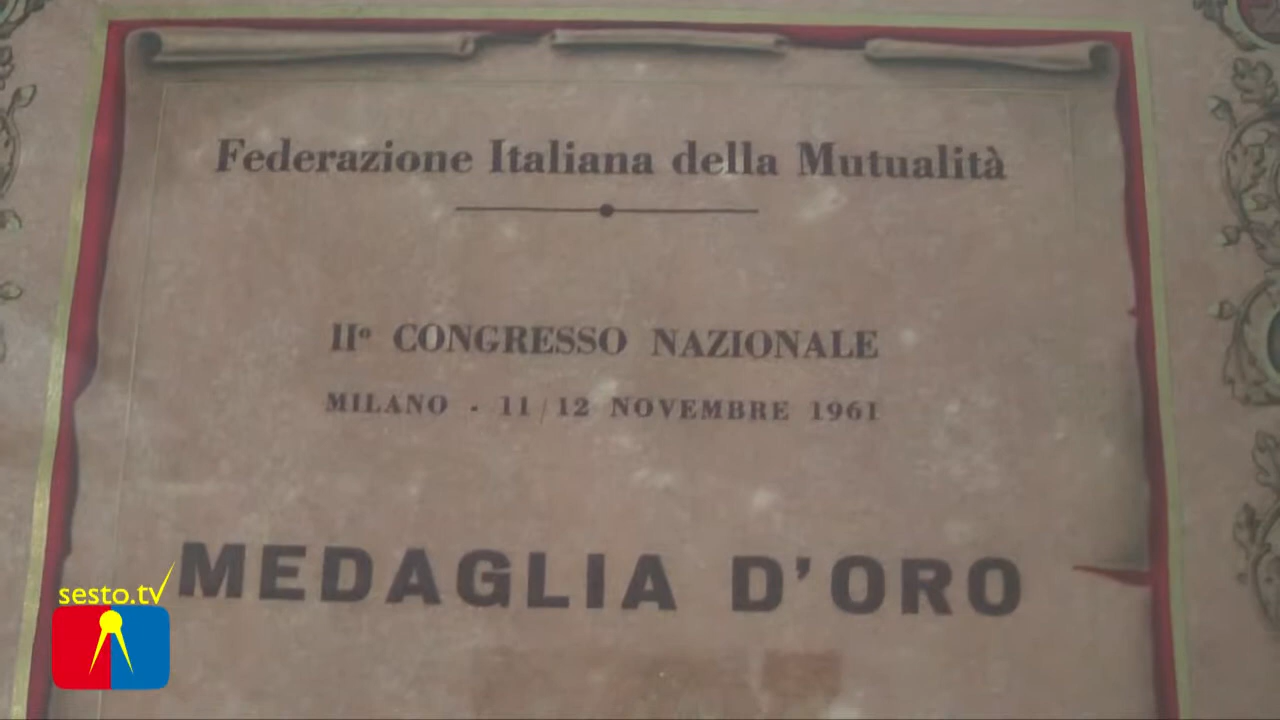 Federazione Italiana della Mutualità
IIº CONGRESSO NAZIONALE
MILANO - 11/12 NOVEMBRE 1961
MEDAGLIA D'ORO
sesto.tv